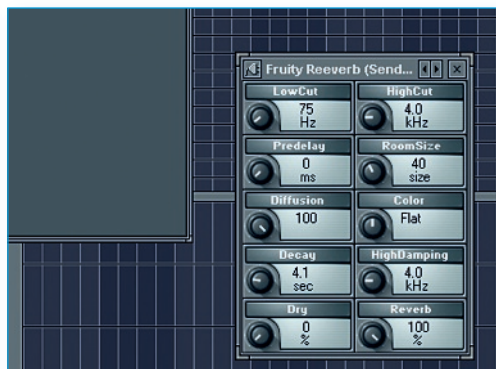 Fruity Reeverb (Send...
LowCut HighCut
75 Hz 4.0 kHz
Predelay RoomSize
0 ms 40 size
Diffusion Color
100 Flat
Decay HighDamping
4.1 sec 4.0 kHz
Dry Reverb
0 % 100 %